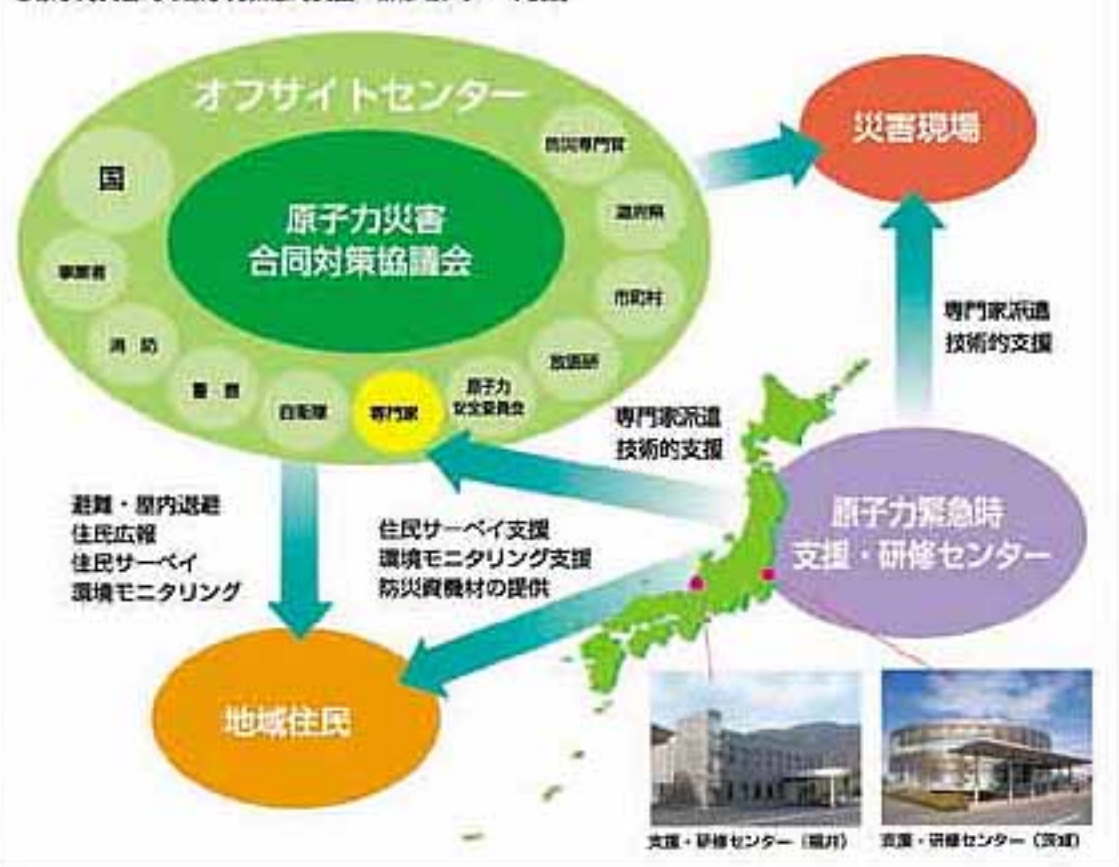 オフサイトセンター
国
事業者
消 防
警 察
自衛隊
専門家
原子力
安全委員会
放医研
市町村
道府県
防災専門官
原子力災害
合同対策協議会
災害現場
専門家派遣
技術的支援
専門家派遣
技術的支援
原子力緊急時
支援・研修センター
避難・屋内退避
住民広報
住民サーベイ
環境モニタリング
住民サーベイ支援
環境モニタリング支援
防災資機材の提供
地域住民
支援・研修センター(福井)
支援・研修センター(茨城)